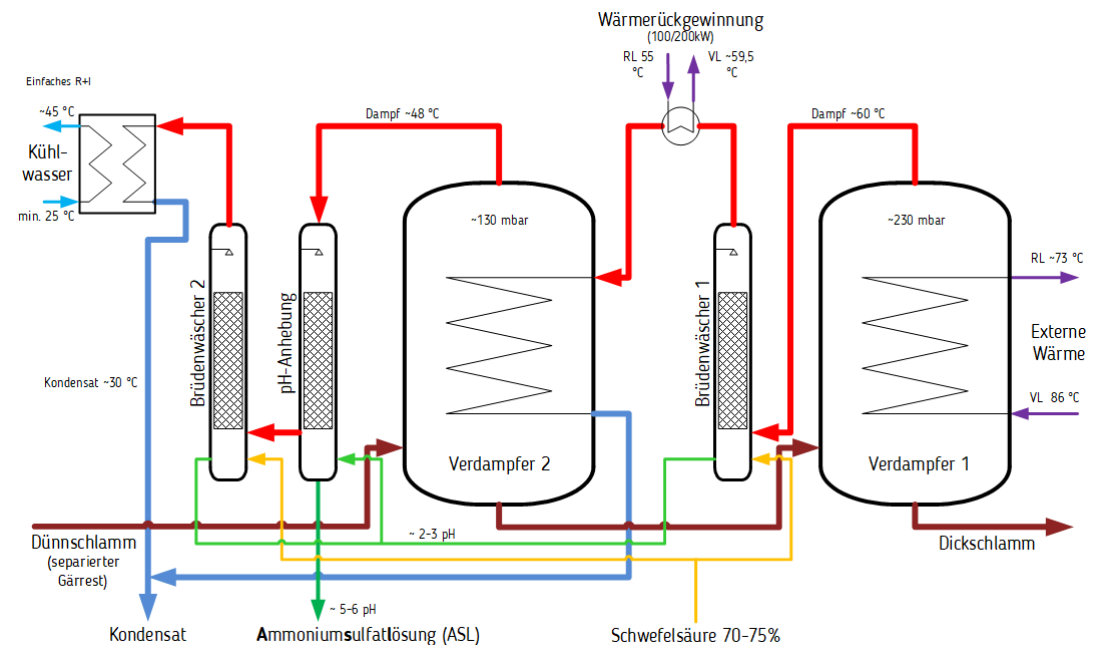 Wärmerückgewinnung
(100/200kW)
RL 55
°C
VL ~59,5
°C
Einfaches R+I
~45 °C
Kühl-
wasser
min. 25 °C
Dampf ~48 °C
Dampf ~60 °C
~130 mbar
~230 mbar
RL ~73 °C
Externe
Wärme
VL 86 °C
Brüdenwäscher 2
pH-Anhebung
Brüdenwäscher 1
Kondensat ~30 °C
Verdampfer 2
Verdampfer 1
Dünnschlamm
(separierter
Gärrest)
~ 2-3 pH
Dickschlamm
~ 5-6 pH
Kondensat
Ammoniumsulfatlösung (ASL)
Schwefelsäure 70-75%